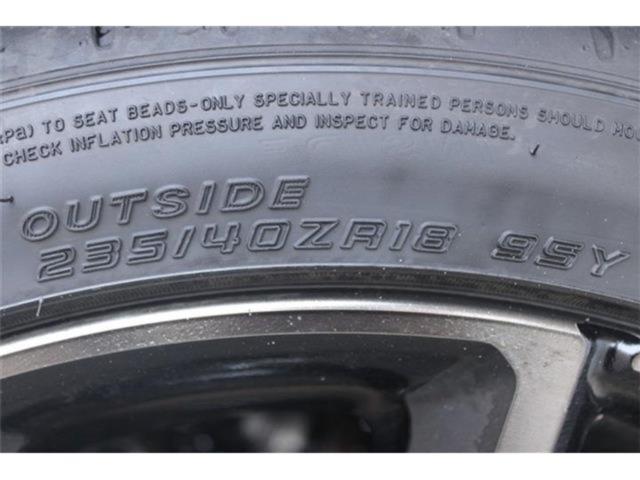 kPa) TO SEAT BEADS-ONLY SPECIALLY TRAINED PERSONS SHOULD
CHECK INFLATION PRESSURE AND INSPECT FOR DAMAGE.
OUTSIDE
235/40ZR18 95Y